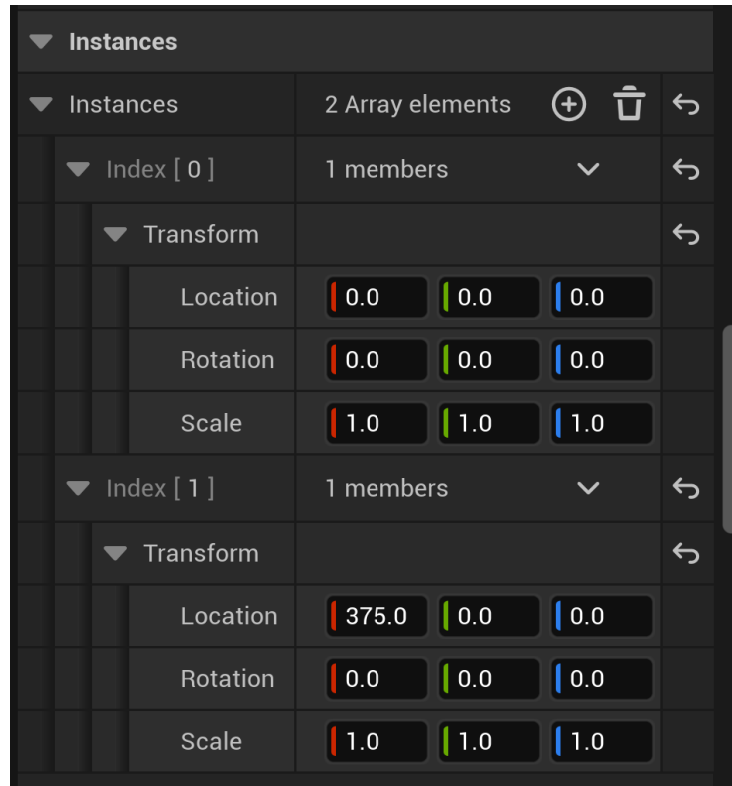 Instances
Instances 2 Array elements
Index [ 0 ] 1 members
Transform
Location 0.0 0.0 0.0
Rotation 0.0 0.0 0.0
Scale 1.0 1.0 1.0
Index [ 1 ] 1 members
Transform
Location 375.0 0.0 0.0
Rotation 0.0 0.0 0.0
Scale 1.0 1.0 1.0